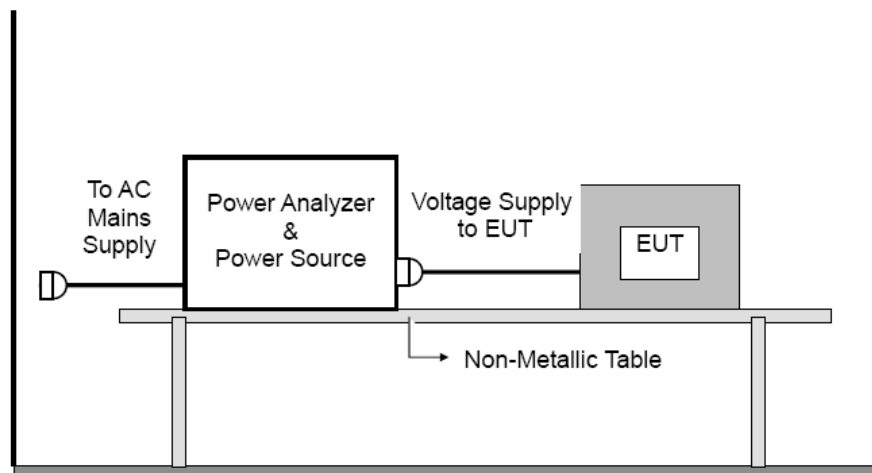 To AC
Mains
Supply
Power Analyzer
&
Power Source
Voltage Supply
to EUT
EUT
Non-Metallic Table